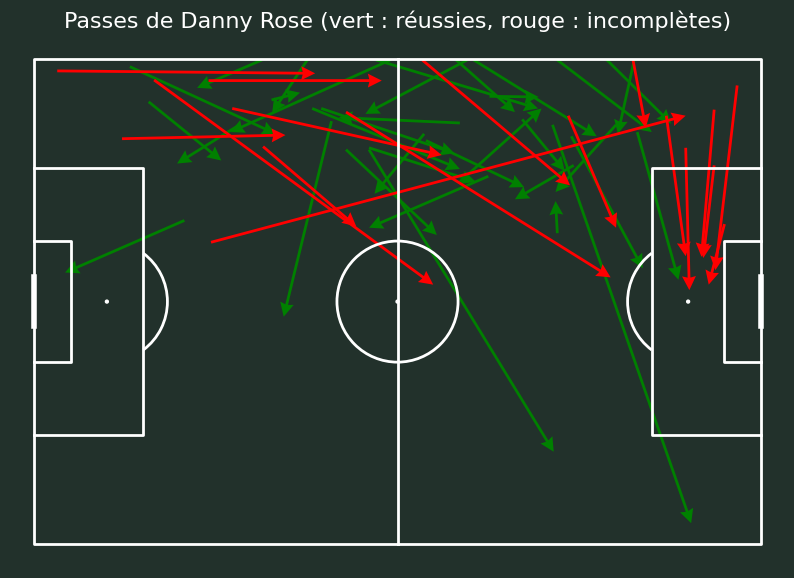 Passes de Danny Rose (vert : réussies, rouge : incomplètes)